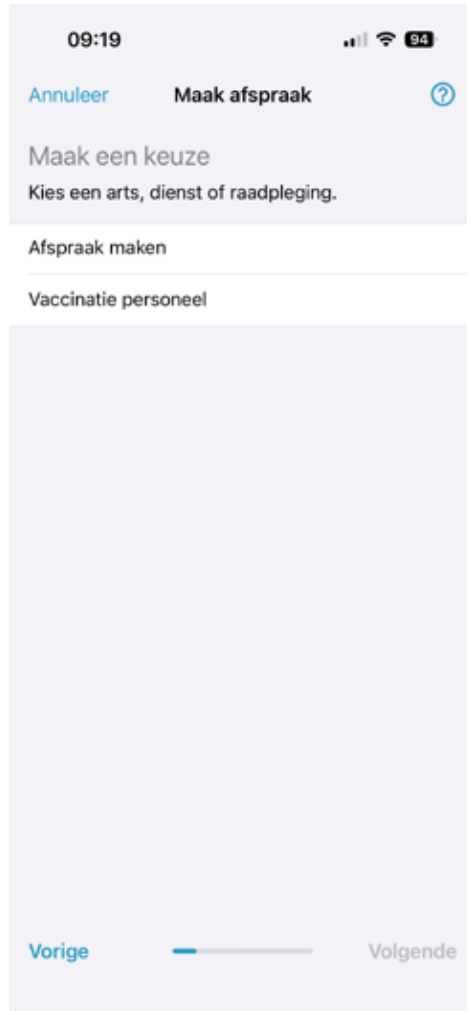 09:19
94
Annuleer
Maak afspraak
?
Maak een keuze
Kies een arts, dienst of raadpleging.
Afspraak maken
Vaccinatie personeel
Vorige
Volgende